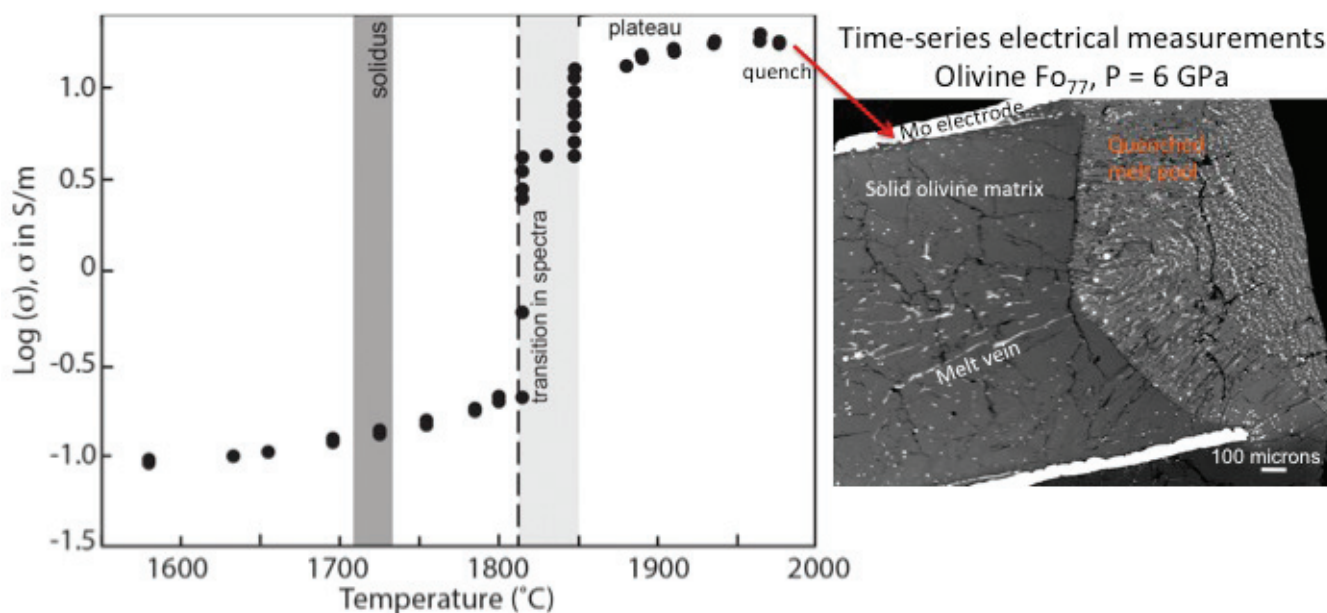 Log (σ), σ in S/m
1.0
0.5
0
-0.5
-1.0
-1.5
1600
1700
1800
1900
2000
Temperature (˚C)
solidus
transition in spectra
plateau
quench
Time-series electrical measurements
Olivine Fo77, P = 6 GPa
Mo electrode
Quenched
melt pool
Solid olivine matrix
Melt vein
100 microns